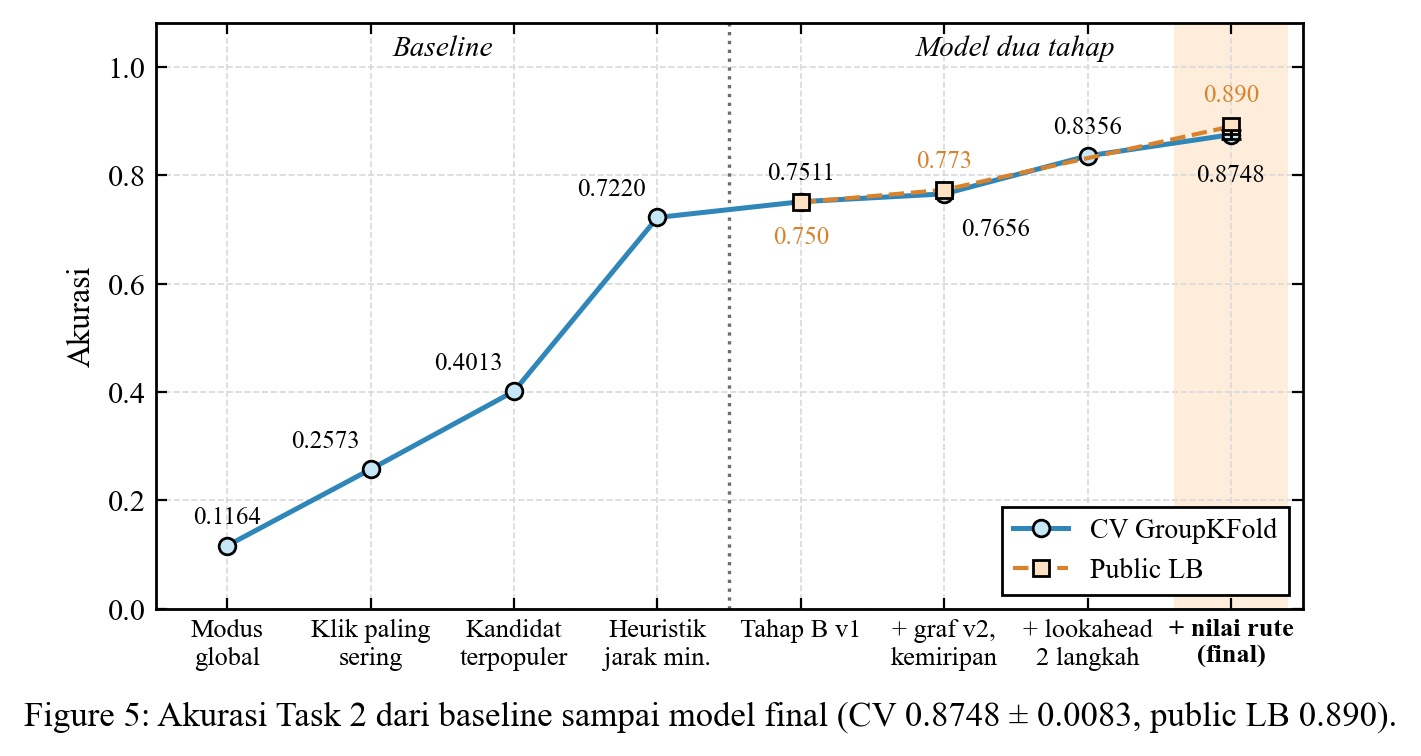 Baseline
Model dua tahap
Akurasi
1.0
0.8
0.6
0.4
0.2
0.0
0.1164
0.2573
0.4013
0.7220
0.7511
0.750
0.773
0.7656
0.8356
0.890
0.8748
CV GroupKFold
Public LB
Modus
global
Klik paling
sering
Kandidat
terpopuler
Heuristik
jarak min.
Tahap B v1
+ graf v2,
kemiripan
+ lookahead
2 langkah
+ nilai rute
(final)
Figure 5: Akurasi Task 2 dari baseline sampai model final (CV 0.8748 ± 0.0083, public LB 0.890).